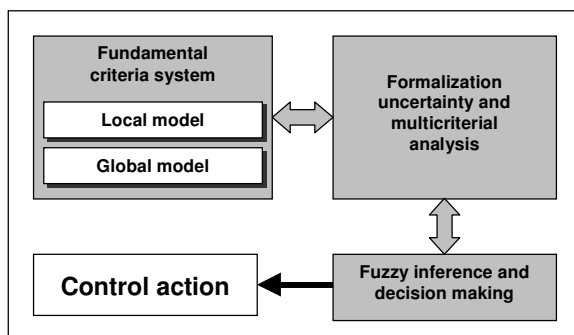 Fundamental
criteria system
Local model
Global model
Formalization
uncertainty and
multicriterial
analysis
Control action
Fuzzy inference and
decision making